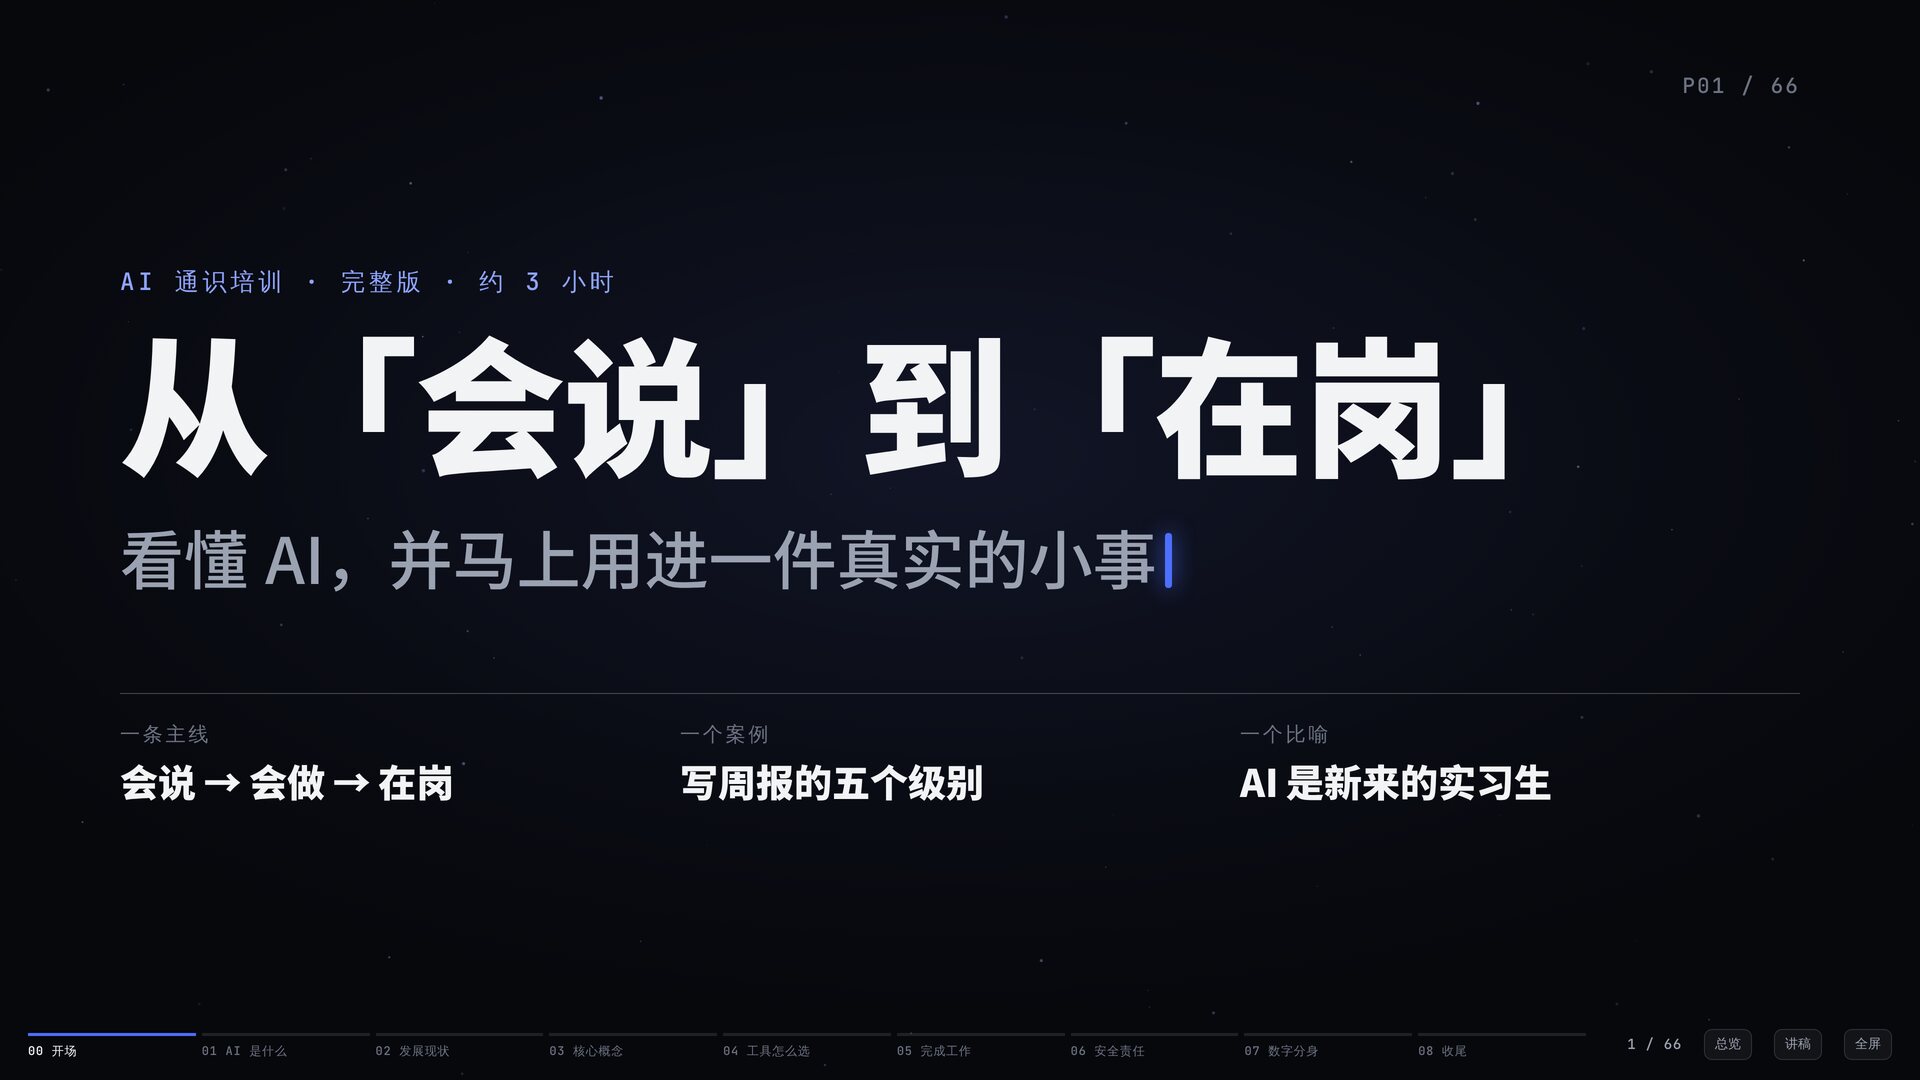 P01 / 66
AI 通识培训 · 完整版 · 约 3 小时
从「会说」到「在岗」
看懂 AI，并马上用进一件真实的小事
一条主线
会说 → 会做 → 在岗
一个案例
写周报的五个级别
一个比喻
AI 是新来的实习生
00 开场
01 AI 是什么
02 发展现状
03 核心概念
04 工具怎么选
05 完成工作
06 安全责任
07 数字分身
08 收尾
1 / 66
总览
讲稿
全屏